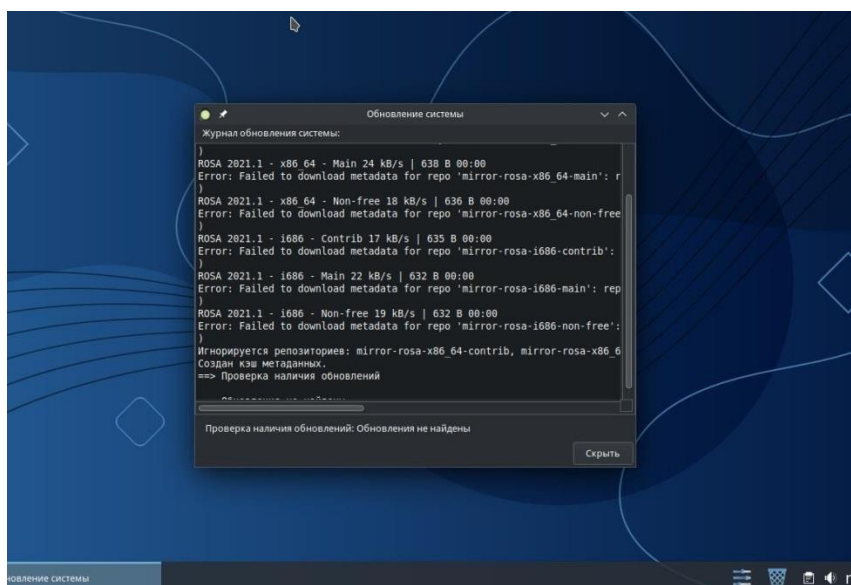 Обновление системы
Журнал обновления системы:
)
ROSA 2021.1 - x86_64 - Main 24 kB/s | 638 B 00:00
Error: Failed to download metadata for repo 'mirror-rosa-x86_64-main': r
)
ROSA 2021.1 - x86_64 - Non-free 18 kB/s | 636 B 00:00
Error: Failed to download metadata for repo 'mirror-rosa-x86_64-non-free
)
ROSA 2021.1 - i686 - Contrib 17 kB/s | 635 B 00:00
Error: Failed to download metadata for repo 'mirror-rosa-i686-contrib':
)
ROSA 2021.1 - i686 - Main 22 kB/s | 632 B 00:00
Error: Failed to download metadata for repo 'mirror-rosa-i686-main': rep
)
ROSA 2021.1 - i686 - Non-free 19 kB/s | 632 B 00:00
Error: Failed to download metadata for repo 'mirror-rosa-i686-non-free':
)
Игнорируется репозиториев: mirror-rosa-x86_64-contrib, mirror-rosa-x86_6
Создан кэш метаданных.
==> Проверка наличия обновлений
Проверка наличия обновлений: Обновления не найдены
Скрыть
новление системы